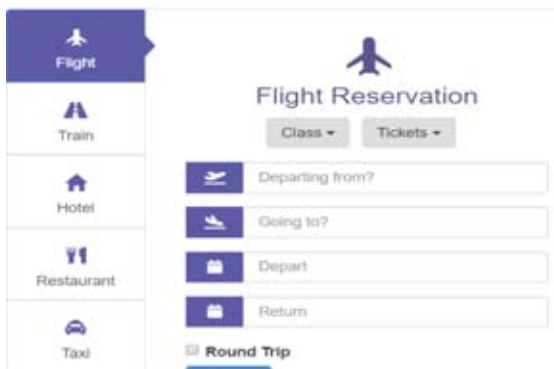 Flight
Train
Hotel
Restaurant
Taxi
Flight Reservation
Class Tickets
Departing from?
Going to?
Depart
Return
Round Trip